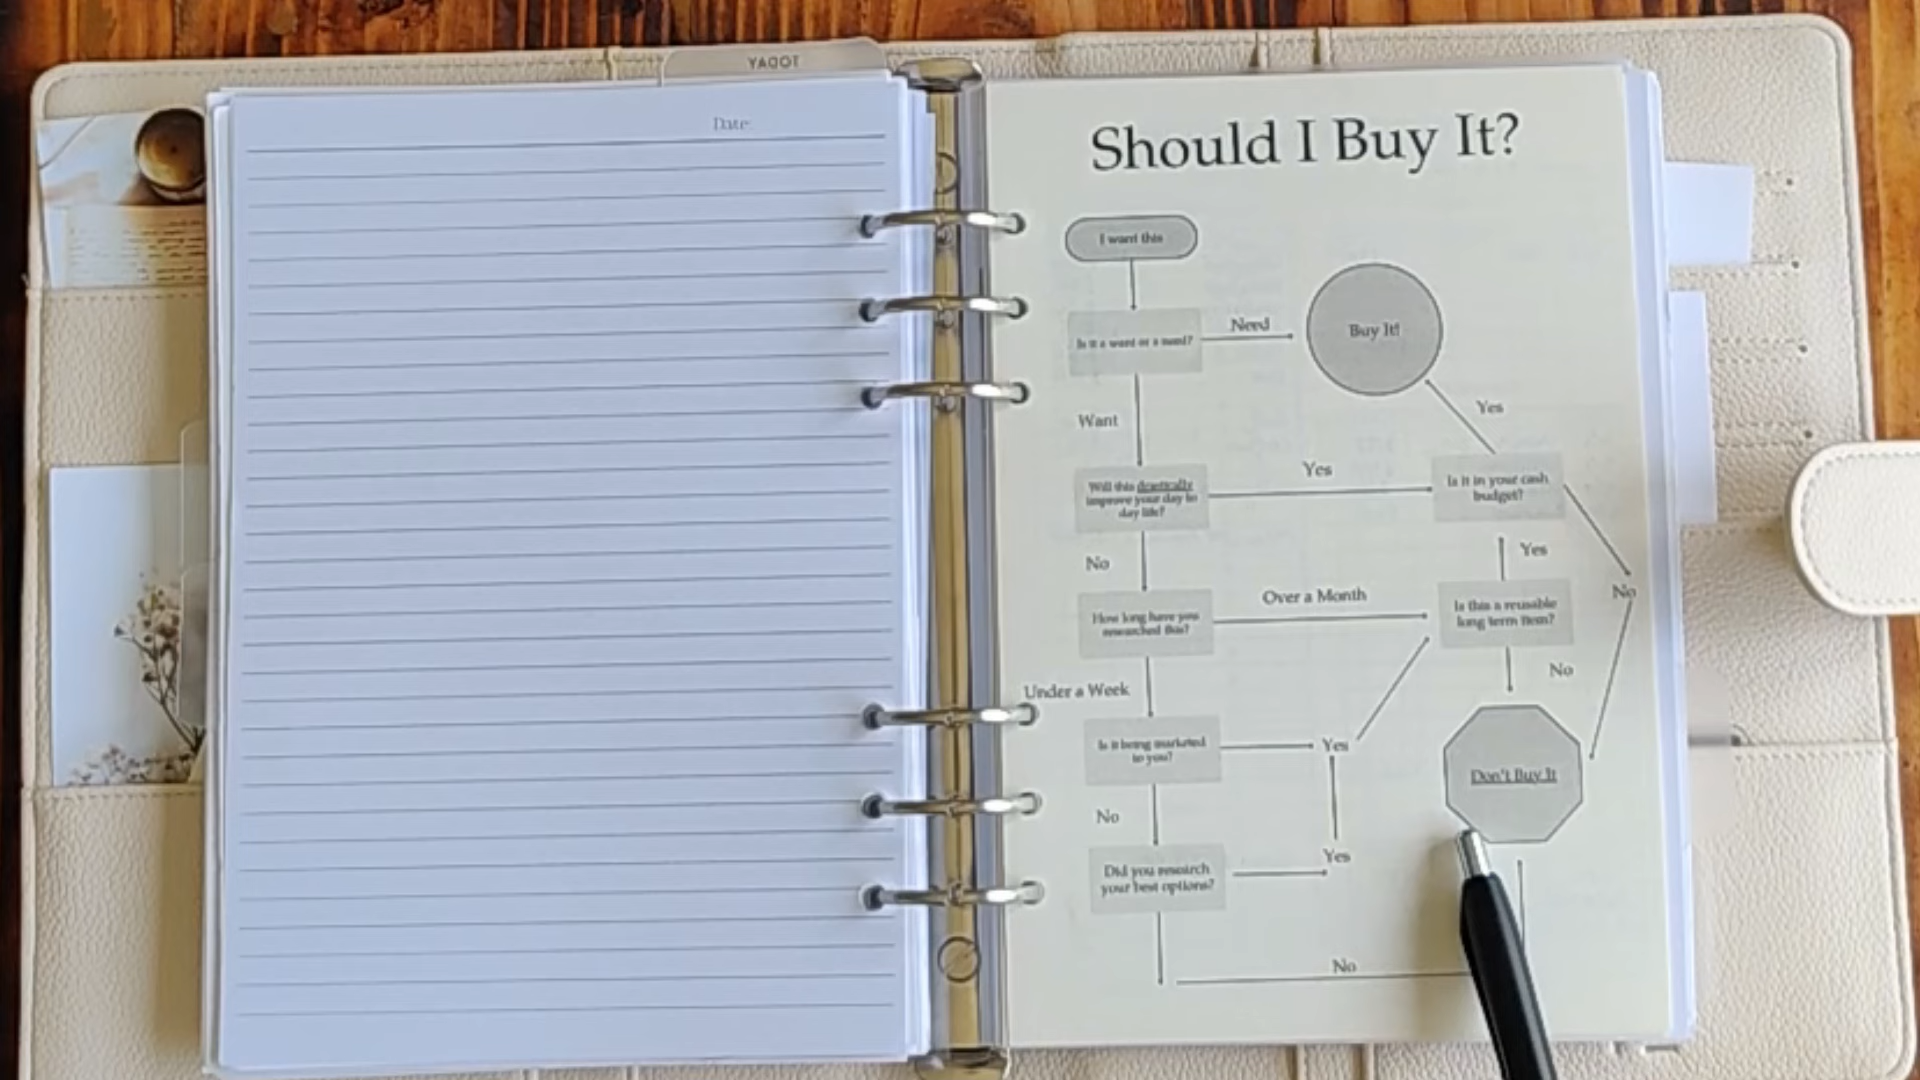 TODAY
Date:
Should I Buy It?
I want this
Is it a want or a need?
Need
Buy It!
Want
Yes
Will this drastically
improve your day to
day life?
Yes
Is it in your cash
budget?
No
Yes
No
How long have you
researched this?
Over a Month
Is this a reusable
long term item?
No
Under a Week
Is it being marketed
to you?
Yes
Don't Buy It
No
Did you research
your best options?
Yes
No